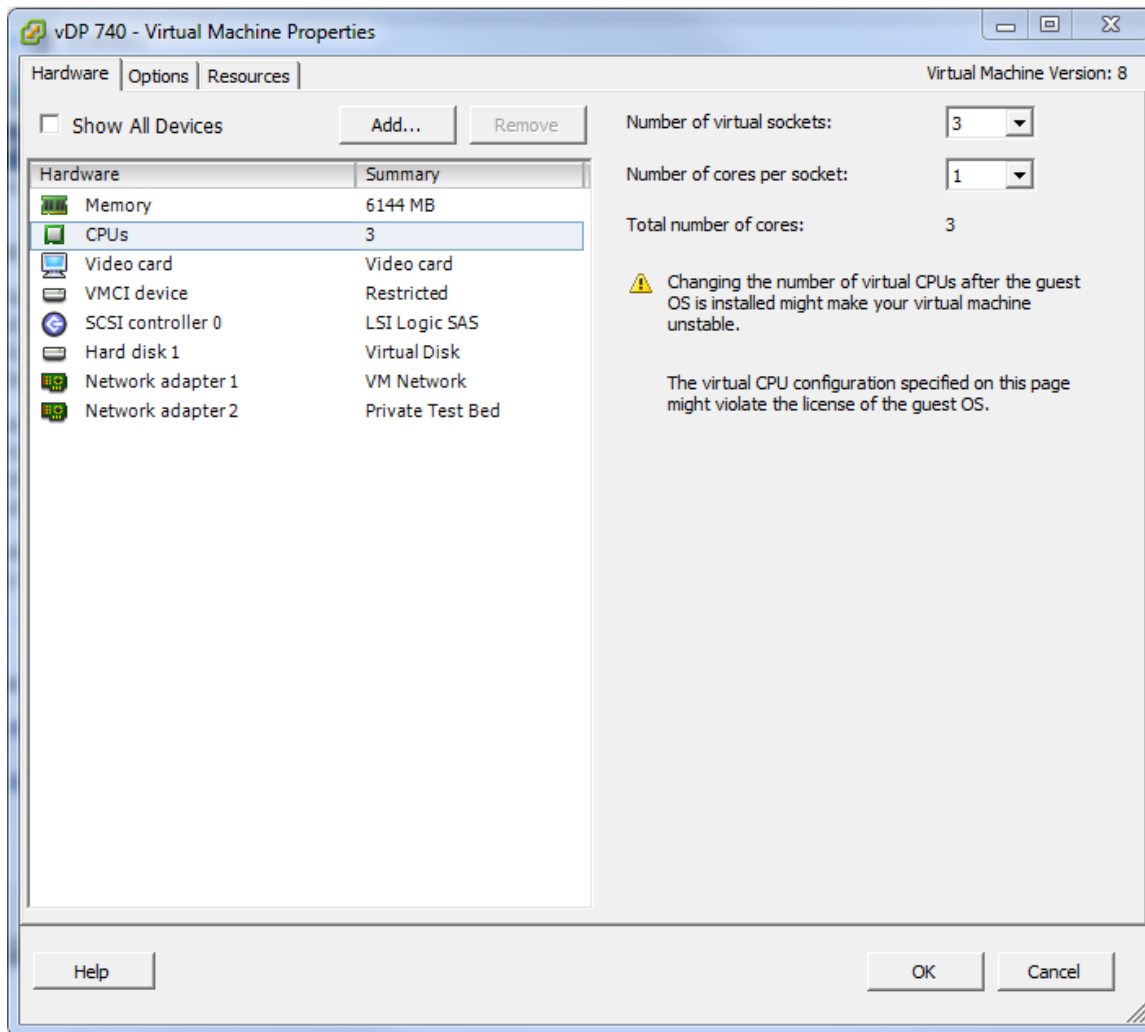 vDP 740 - Virtual Machine Properties
Hardware Options Resources Virtual Machine Version: 8
Show All Devices Add... Remove
Hardware Summary
Memory 6144 MB
CPUs 3
Video card Video card
VMCI device Restricted
SCSI controller 0 LSI Logic SAS
Hard disk 1 Virtual Disk
Network adapter 1 VM Network
Network adapter 2 Private Test Bed
Number of virtual sockets: 3
Number of cores per socket: 1
Total number of cores: 3
Changing the number of virtual CPUs after the guest
OS is installed might make your virtual machine
unstable.
The virtual CPU configuration specified on this page
might violate the license of the guest OS.
Help OK Cancel